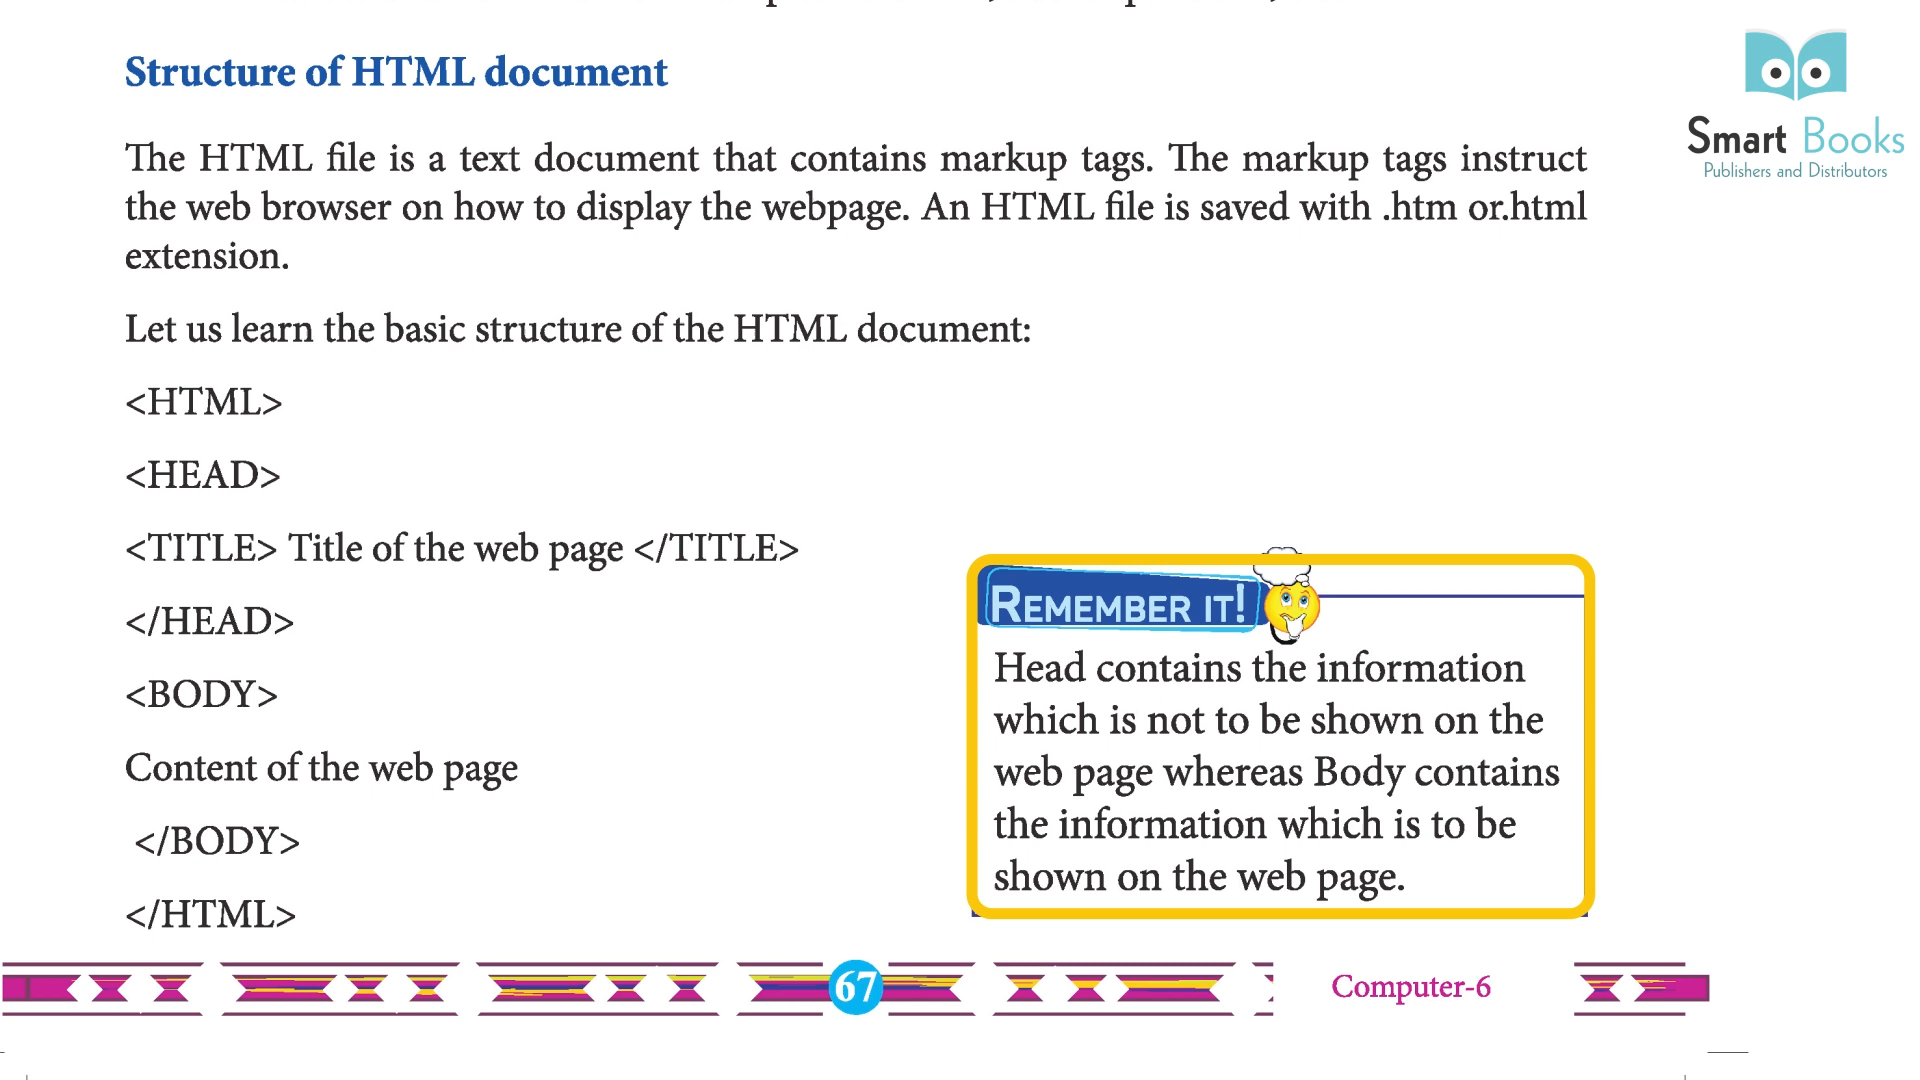 Structure of HTML document
Smart Books
Publishers and Distributors
The HTML file is a text document that contains markup tags. The markup tags instruct
the web browser on how to display the webpage. An HTML file is saved with .htm or.html
extension.
Let us learn the basic structure of the HTML document:
<HTML>
<HEAD>
<TITLE> Title of the web page </TITLE>
</HEAD>
<BODY>
Content of the web page
</BODY>
</HTML>
REMEMBER IT!
Head contains the information
which is not to be shown on the
web page whereas Body contains
the information which is to be
shown on the web page.
67
Computer-6